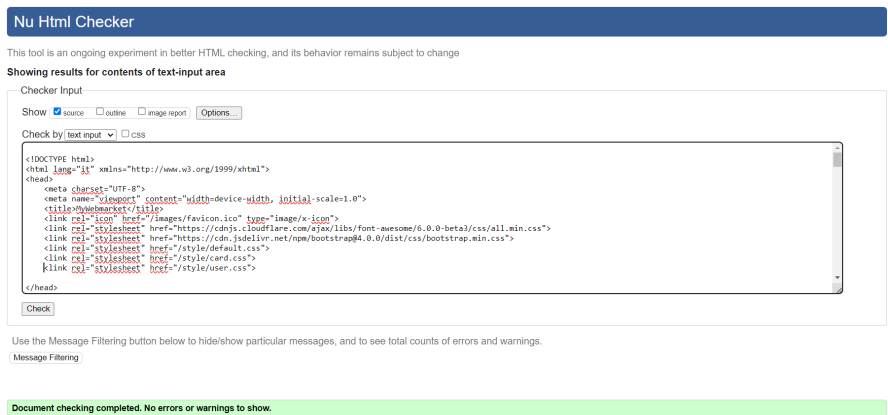 Nu Html Checker
This tool is an ongoing experiment in better HTML checking, and its behavior remains subject to change
Showing results for contents of text-input area
Checker Input
Show source outline image report Options...
Check by text input css
<!DOCTYPE html>
<html lang="it" xmlns="http://www.w3.org/1999/xhtml">
<head>
<meta charset="UTF-8">
<meta name="viewport" content="width=device-width, initial-scale=1.0">
<title>MyWebmarket</title>
<link rel="icon" href="/images/favicon.ico" type="image/x-icon">
<link rel="stylesheet" href="https://cdnjs.cloudflare.com/ajax/libs/font-awesome/6.0.0-beta3/css/all.min.css">
<link rel="stylesheet" href="https://cdn.jsdelivr.net/npm/bootstrap@4.0.0/dist/css/bootstrap.min.css">
<link rel="stylesheet" href="/style/default.css">
<link rel="stylesheet" href="/style/card.css">
<link rel="stylesheet" href="/style/user.css">
</head>
Check
Use the Message Filtering button below to hide/show particular messages, and to see total counts of errors and warnings.
Message Filtering
Document checking completed. No errors or warnings to show.